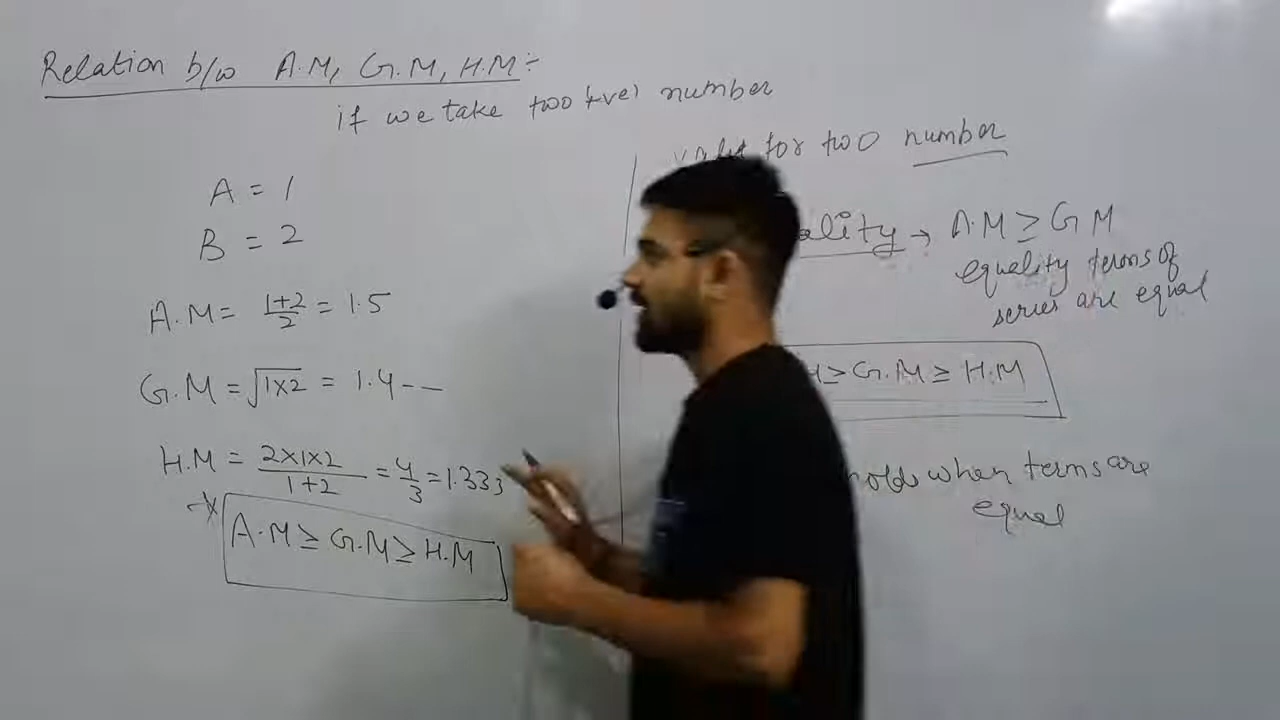 Relation b/w A.M, G.M, H.M ÷
if we take two +ve number
A = 1
B = 2
A.M = 1+2/2 = 1.5
G.M = √1x2 = 1.4 --
H.M = 2x1x2/1+2 = 4/3 = 1.333
A.M ≥ G.M ≥ H.M
for two number
ality → A.M ≥ G M
equality terms of
series are equal
M ≥ G.M ≥ H.M
holds when terms are
equal